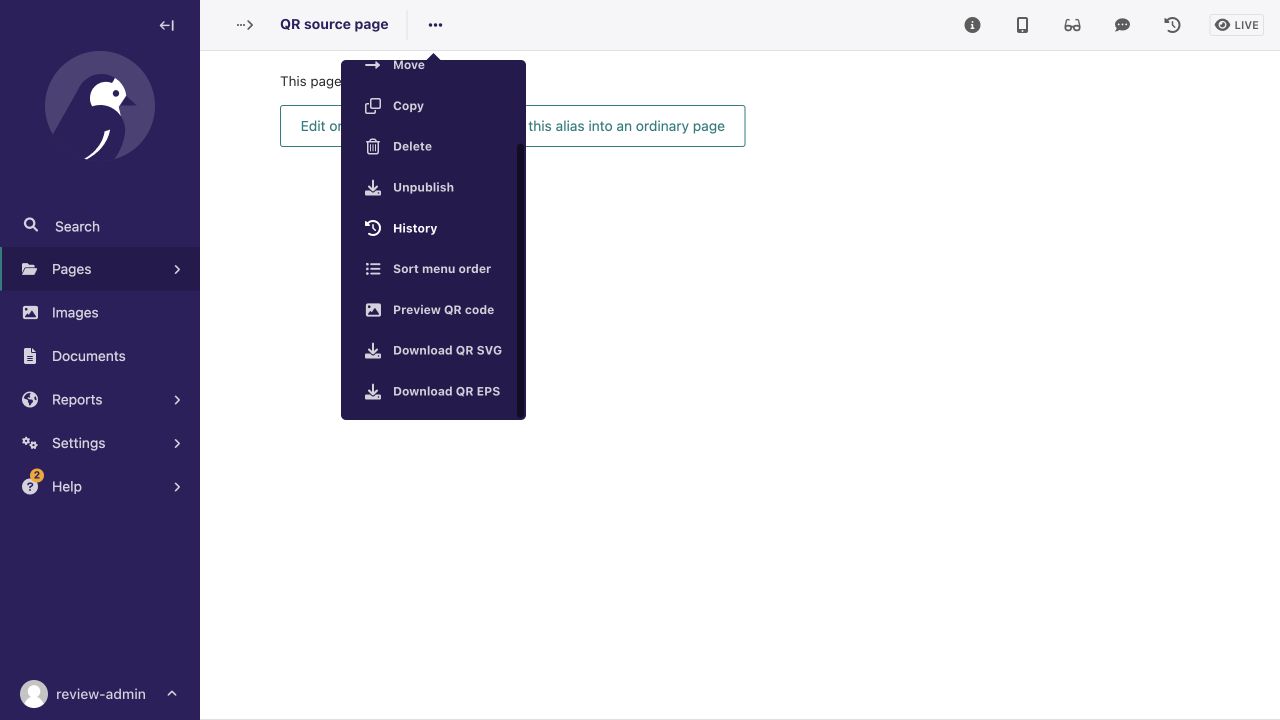 QR source page
LIVE
This page
Edit or
this alias into an ordinary page
Move
Copy
Delete
Unpublish
History
Sort menu order
Preview QR code
Download QR SVG
Download QR EPS
Search
Pages
Images
Documents
Reports
Settings
2
Help
review-admin